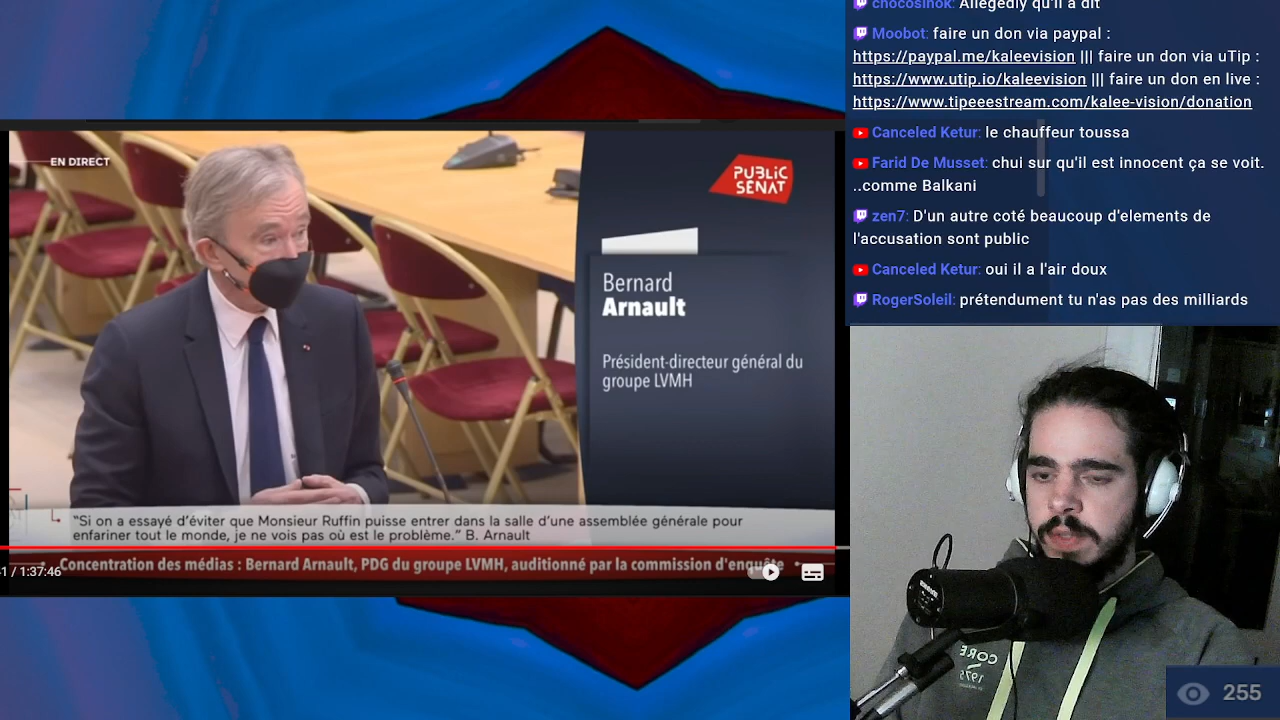 EN DIRECT
PUBLIC
SÉNAT
Bernard
Arnault
Président-directeur général du
groupe LVMH
“Si on a essayé d’éviter que Monsieur Ruffin puisse entrer dans la salle d’une assemblée générale pour
enfariner tout le monde, je ne vois pas où est le problème.” B. Arnault
Concentration des médias : Bernard Arnault, PDG du groupe LVMH, auditionné par la commission d'enquête
1 / 1:37:46
chocosinok: Allegedly qu'il a dit
Moobot: faire un don via paypal :
https://paypal.me/kaleevision ||| faire un don via uTip :
https://www.utip.io/kaleevision ||| faire un don en live :
https://www.tipeeestream.com/kalee-vision/donation
Canceled Ketur: le chauffeur toussa
Farid De Musset: chui sur qu'il est innocent ça se voit.
..comme Balkani
zen7: D'un autre coté beaucoup d'elements de
l'accusation sont public
Canceled Ketur: oui il a l'air doux
RogerSoleil: prétendument tu n'as pas des milliards
CORE
1975
255